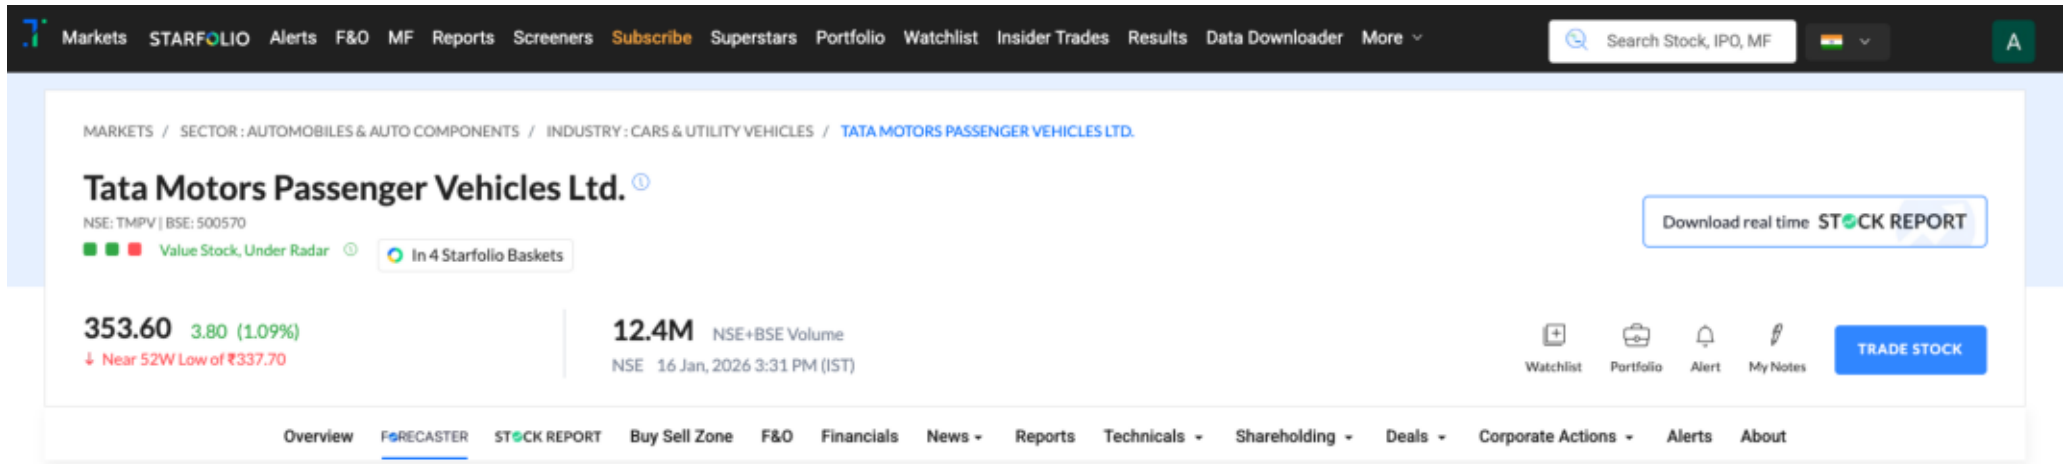 Markets STARFOLIO Alerts F&O MF Reports Screeners Subscribe Superstars Portfolio Watchlist Insider Trades Results Data Downloader More Search Stock, IPO, MF A
MARKETS / SECTOR : AUTOMOBILES & AUTO COMPONENTS / INDUSTRY : CARS & UTILITY VEHICLES / TATA MOTORS PASSENGER VEHICLES LTD.
Tata Motors Passenger Vehicles Ltd.
NSE: TMPV | BSE: 500570
Download real time STOCK REPORT
Value Stock, Under Radar In 4 Starfolio Baskets
353.60 3.80 (1.09%)
↓ Near 52W Low of ₹337.70
12.4M NSE+BSE Volume
NSE 16 Jan, 2026 3:31 PM (IST)
Watchlist Portfolio Alert My Notes TRADE STOCK
Overview FORECASTER STOCK REPORT Buy Sell Zone F&O Financials News Reports Technicals Shareholding Deals Corporate Actions Alerts About